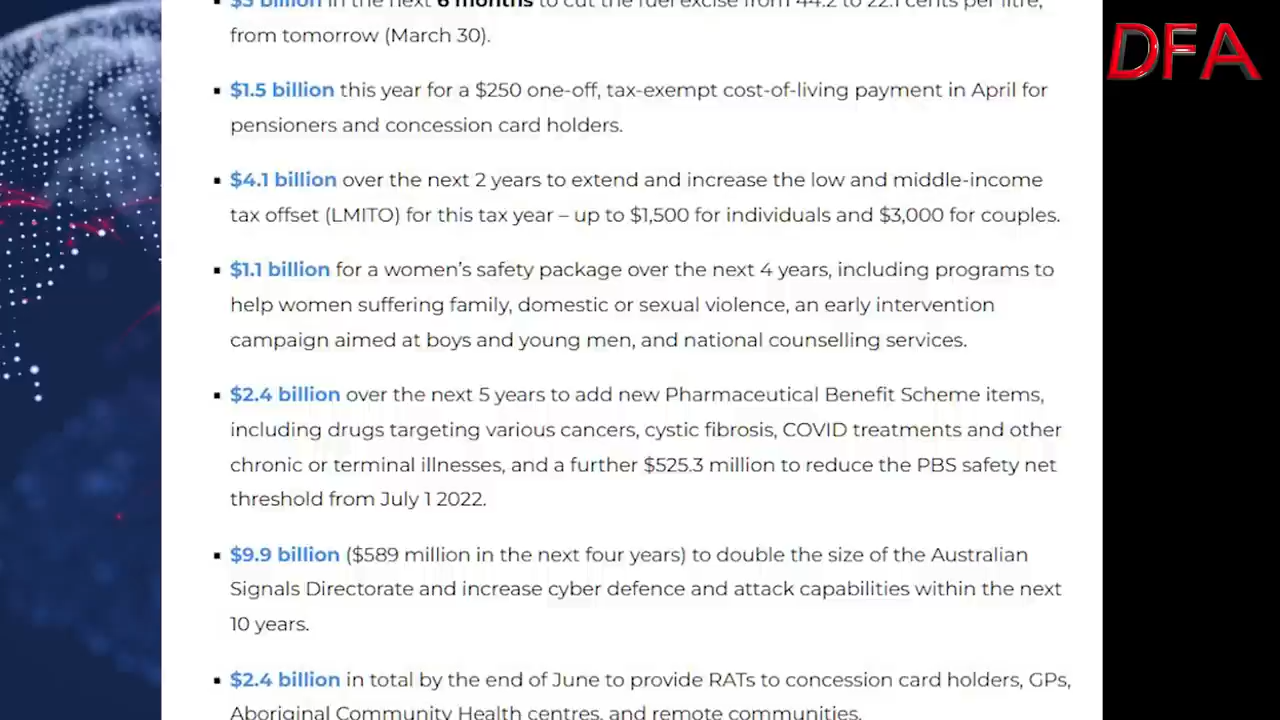 $3 billion in the next 6 months to cut the fuel excise from 44.2 to 22.1 cents per litre,
from tomorrow (March 30).
$1.5 billion this year for a $250 one-off, tax-exempt cost-of-living payment in April for
pensioners and concession card holders.
$4.1 billion over the next 2 years to extend and increase the low and middle-income
tax offset (LMITO) for this tax year – up to $1,500 for individuals and $3,000 for couples.
$1.1 billion for a women's safety package over the next 4 years, including programs to
help women suffering family, domestic or sexual violence, an early intervention
campaign aimed at boys and young men, and national counselling services.
$2.4 billion over the next 5 years to add new Pharmaceutical Benefit Scheme items,
including drugs targeting various cancers, cystic fibrosis, COVID treatments and other
chronic or terminal illnesses, and a further $525.3 million to reduce the PBS safety net
threshold from July 1 2022.
$9.9 billion ($589 million in the next four years) to double the size of the Australian
Signals Directorate and increase cyber defence and attack capabilities within the next
10 years.
$2.4 billion in total by the end of June to provide RATs to concession card holders, GPs,
Aboriginal Community Health centres, and remote communities.
DFA